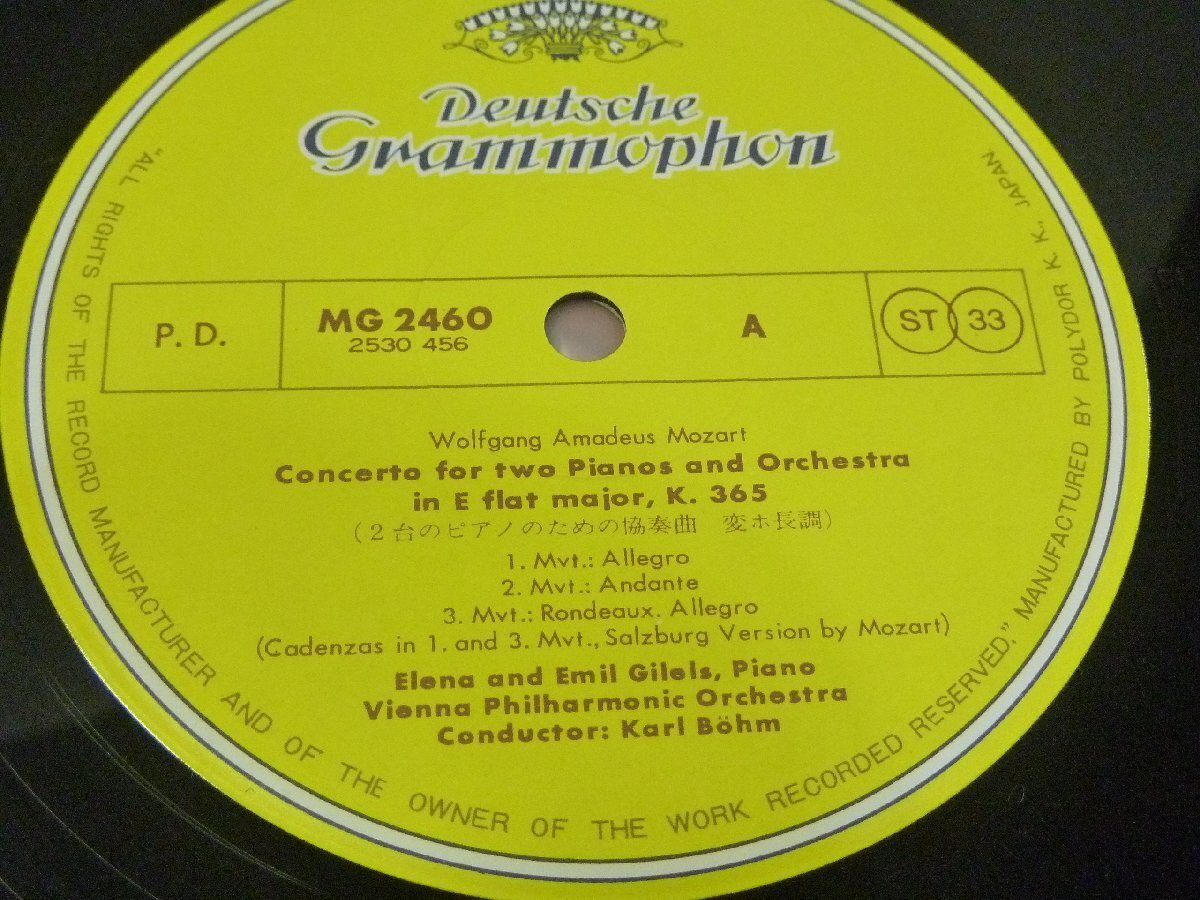 Deutsche
Grammophon
P. D.
MG 2460
2530 456
A
ST 33
Wolfgang Amadeus Mozart
Concerto for two Pianos and Orchestra
in E flat major, K. 365
(2台のピアノのための協奏曲 変ホ長調)
1. Mvt.: Allegro
2. Mvt.: Andante
3. Mvt.: Rondeaux. Allegro
(Cadenzas in 1. and 3. Mvt., Salzburg Version by Mozart)
Elena and Emil Gilels, Piano
Vienna Philharmonic Orchestra
Conductor: Karl Böhm
"ALL RIGHTS OF THE RECORD MANUFACTURER AND OF THE OWNER OF THE WORK RECORDED RESERVED." MANUFACTURED BY POLYDOR K. K., JAPAN